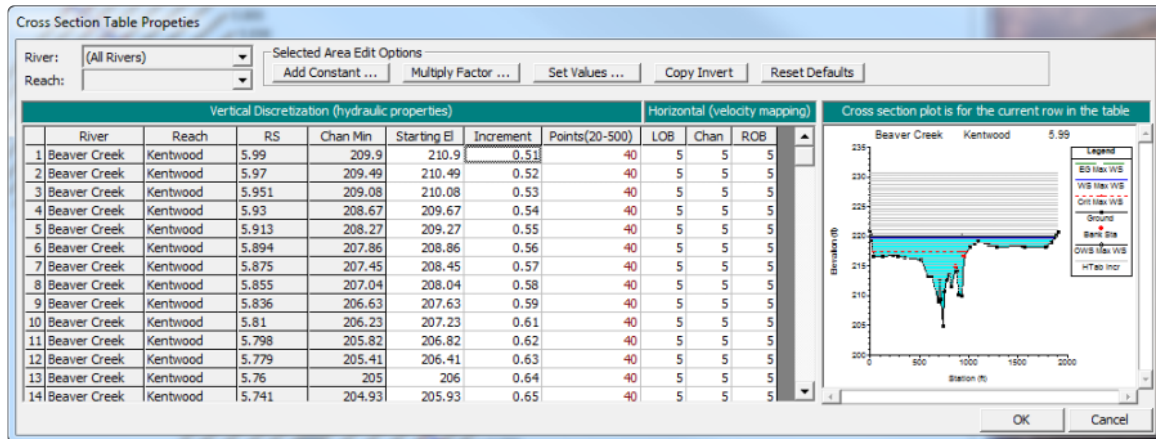 Cross Section Table Propeties
River: (All Rivers)
Reach:
Selected Area Edit Options
Add Constant ... Multiply Factor ... Set Values ... Copy Invert Reset Defaults
Vertical Discretization (hydraulic properties) Horizontal (velocity mapping)
River Reach RS Chan Min Starting El Increment Points(20-500) LOB Chan ROB
1 Beaver Creek Kentwood 5.99 209.9 210.9 0.51 40 5 5 5
2 Beaver Creek Kentwood 5.97 209.49 210.49 0.52 40 5 5 5
3 Beaver Creek Kentwood 5.951 209.08 210.08 0.53 40 5 5 5
4 Beaver Creek Kentwood 5.93 208.67 209.67 0.54 40 5 5 5
5 Beaver Creek Kentwood 5.913 208.27 209.27 0.55 40 5 5 5
6 Beaver Creek Kentwood 5.894 207.86 208.86 0.56 40 5 5 5
7 Beaver Creek Kentwood 5.875 207.45 208.45 0.57 40 5 5 5
8 Beaver Creek Kentwood 5.855 207.04 208.04 0.58 40 5 5 5
9 Beaver Creek Kentwood 5.836 206.63 207.63 0.59 40 5 5 5
10 Beaver Creek Kentwood 5.81 206.23 207.23 0.61 40 5 5 5
11 Beaver Creek Kentwood 5.798 205.82 206.82 0.62 40 5 5 5
12 Beaver Creek Kentwood 5.779 205.41 206.41 0.63 40 5 5 5
13 Beaver Creek Kentwood 5.76 205 206 0.64 40 5 5 5
14 Beaver Creek Kentwood 5.741 204.93 205.93 0.65 40 5 5 5
Cross section plot is for the current row in the table
Beaver Creek Kentwood 5.99
235
230
225
220
215
210
205
200
Elevation (ft)
0 500 1000 1500 2000
Station (ft)
Legend
EG Max WS
WS Max WS
Crit Max WS
Ground
Bank Sta
OWS Max WS
HTab Incr
OK Cancel